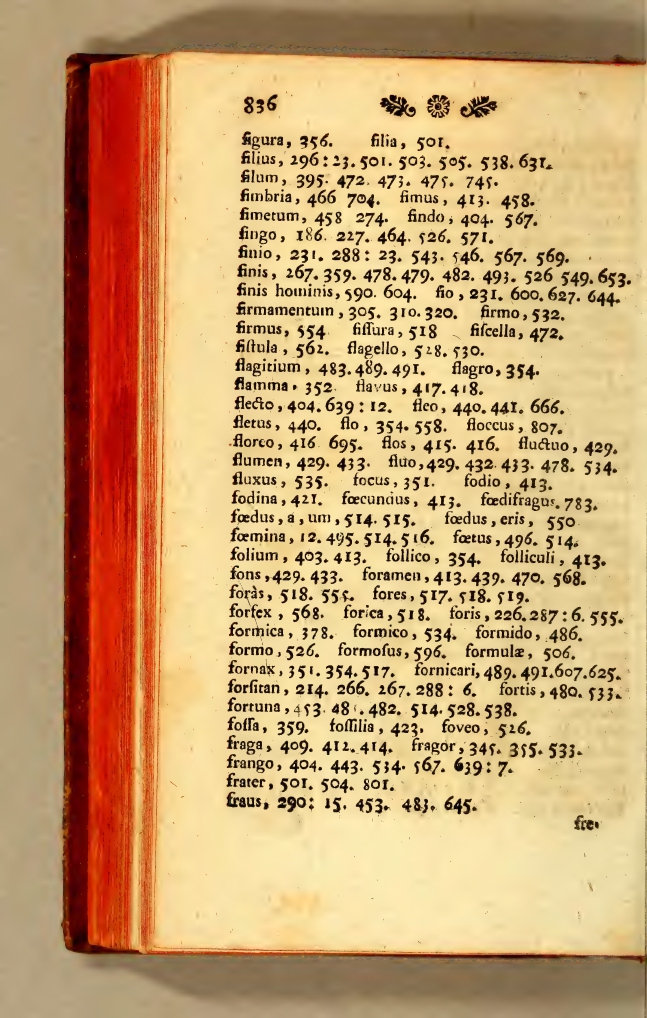 836
figura, 356. filia, 501.
filius, 296:23. 501. 503. 505. 538. 631.
filum, 395. 472. 473. 475. 745.
fimbria, 466 704. fimus, 413. 458.
fimetum, 458 274. findo, 404. 567.
fingo, 186. 227. 464. 526. 571.
finio, 231. 288: 23. 543. 546. 567. 569.
finis, 267. 359. 478. 479. 482. 493. 526 549. 653.
finis hominis, 590. 604. fio, 231. 600. 627. 644.
firmamentum, 305. 310. 320. firmo, 532.
firmus, 554 fiſſura, 518 fiſcella, 472.
fiſtula, 562. flagello, 528. 530.
flagitium, 483. 489. 491. flagro, 354.
flamma, 352 flavus, 417. 418.
flecto, 404. 639: 12. fleo, 440. 441. 666.
fletus, 440. flo, 354. 558. floccus, 807.
floreo, 416 695. flos, 415. 416. fluctuo, 429.
flumen, 429. 433. fluo, 429. 432. 433. 478. 534.
fluxus, 535. focus, 351. fodio, 413.
fodina, 421. fœcundus, 413. fœdifragus, 783.
fœdus, a, um, 514. 515. fœdus, eris, 550
fœmina, 12. 495. 514. 516. fœtus, 496. 514.
folium, 403. 413. follico, 354. folliculi, 413.
fons, 429. 433. foramen, 413. 439. 470. 568.
foràs, 518. 555. fores, 517. 518. 519.
forfex, 568. forica, 518. foris, 226. 287: 6. 555.
formica, 378. formico, 534. formido, 486.
formo, 526. formoſus, 596. formulæ, 506.
fornax, 351. 354. 517. fornicari, 489. 491. 607. 625.
forſitan, 214. 266. 267. 288: 6. fortis, 480. 533.
fortuna, 453. 482. 514. 528. 538.
foſſa, 359. foſſilia, 423. foveo, 526.
fraga, 409. 412. 414. fragor, 345. 355. 533.
frango, 404. 443. 534. 567. 639: 7.
frater, 501. 504. 801.
fraus, 290: 15. 453. 483. 645.
fre-